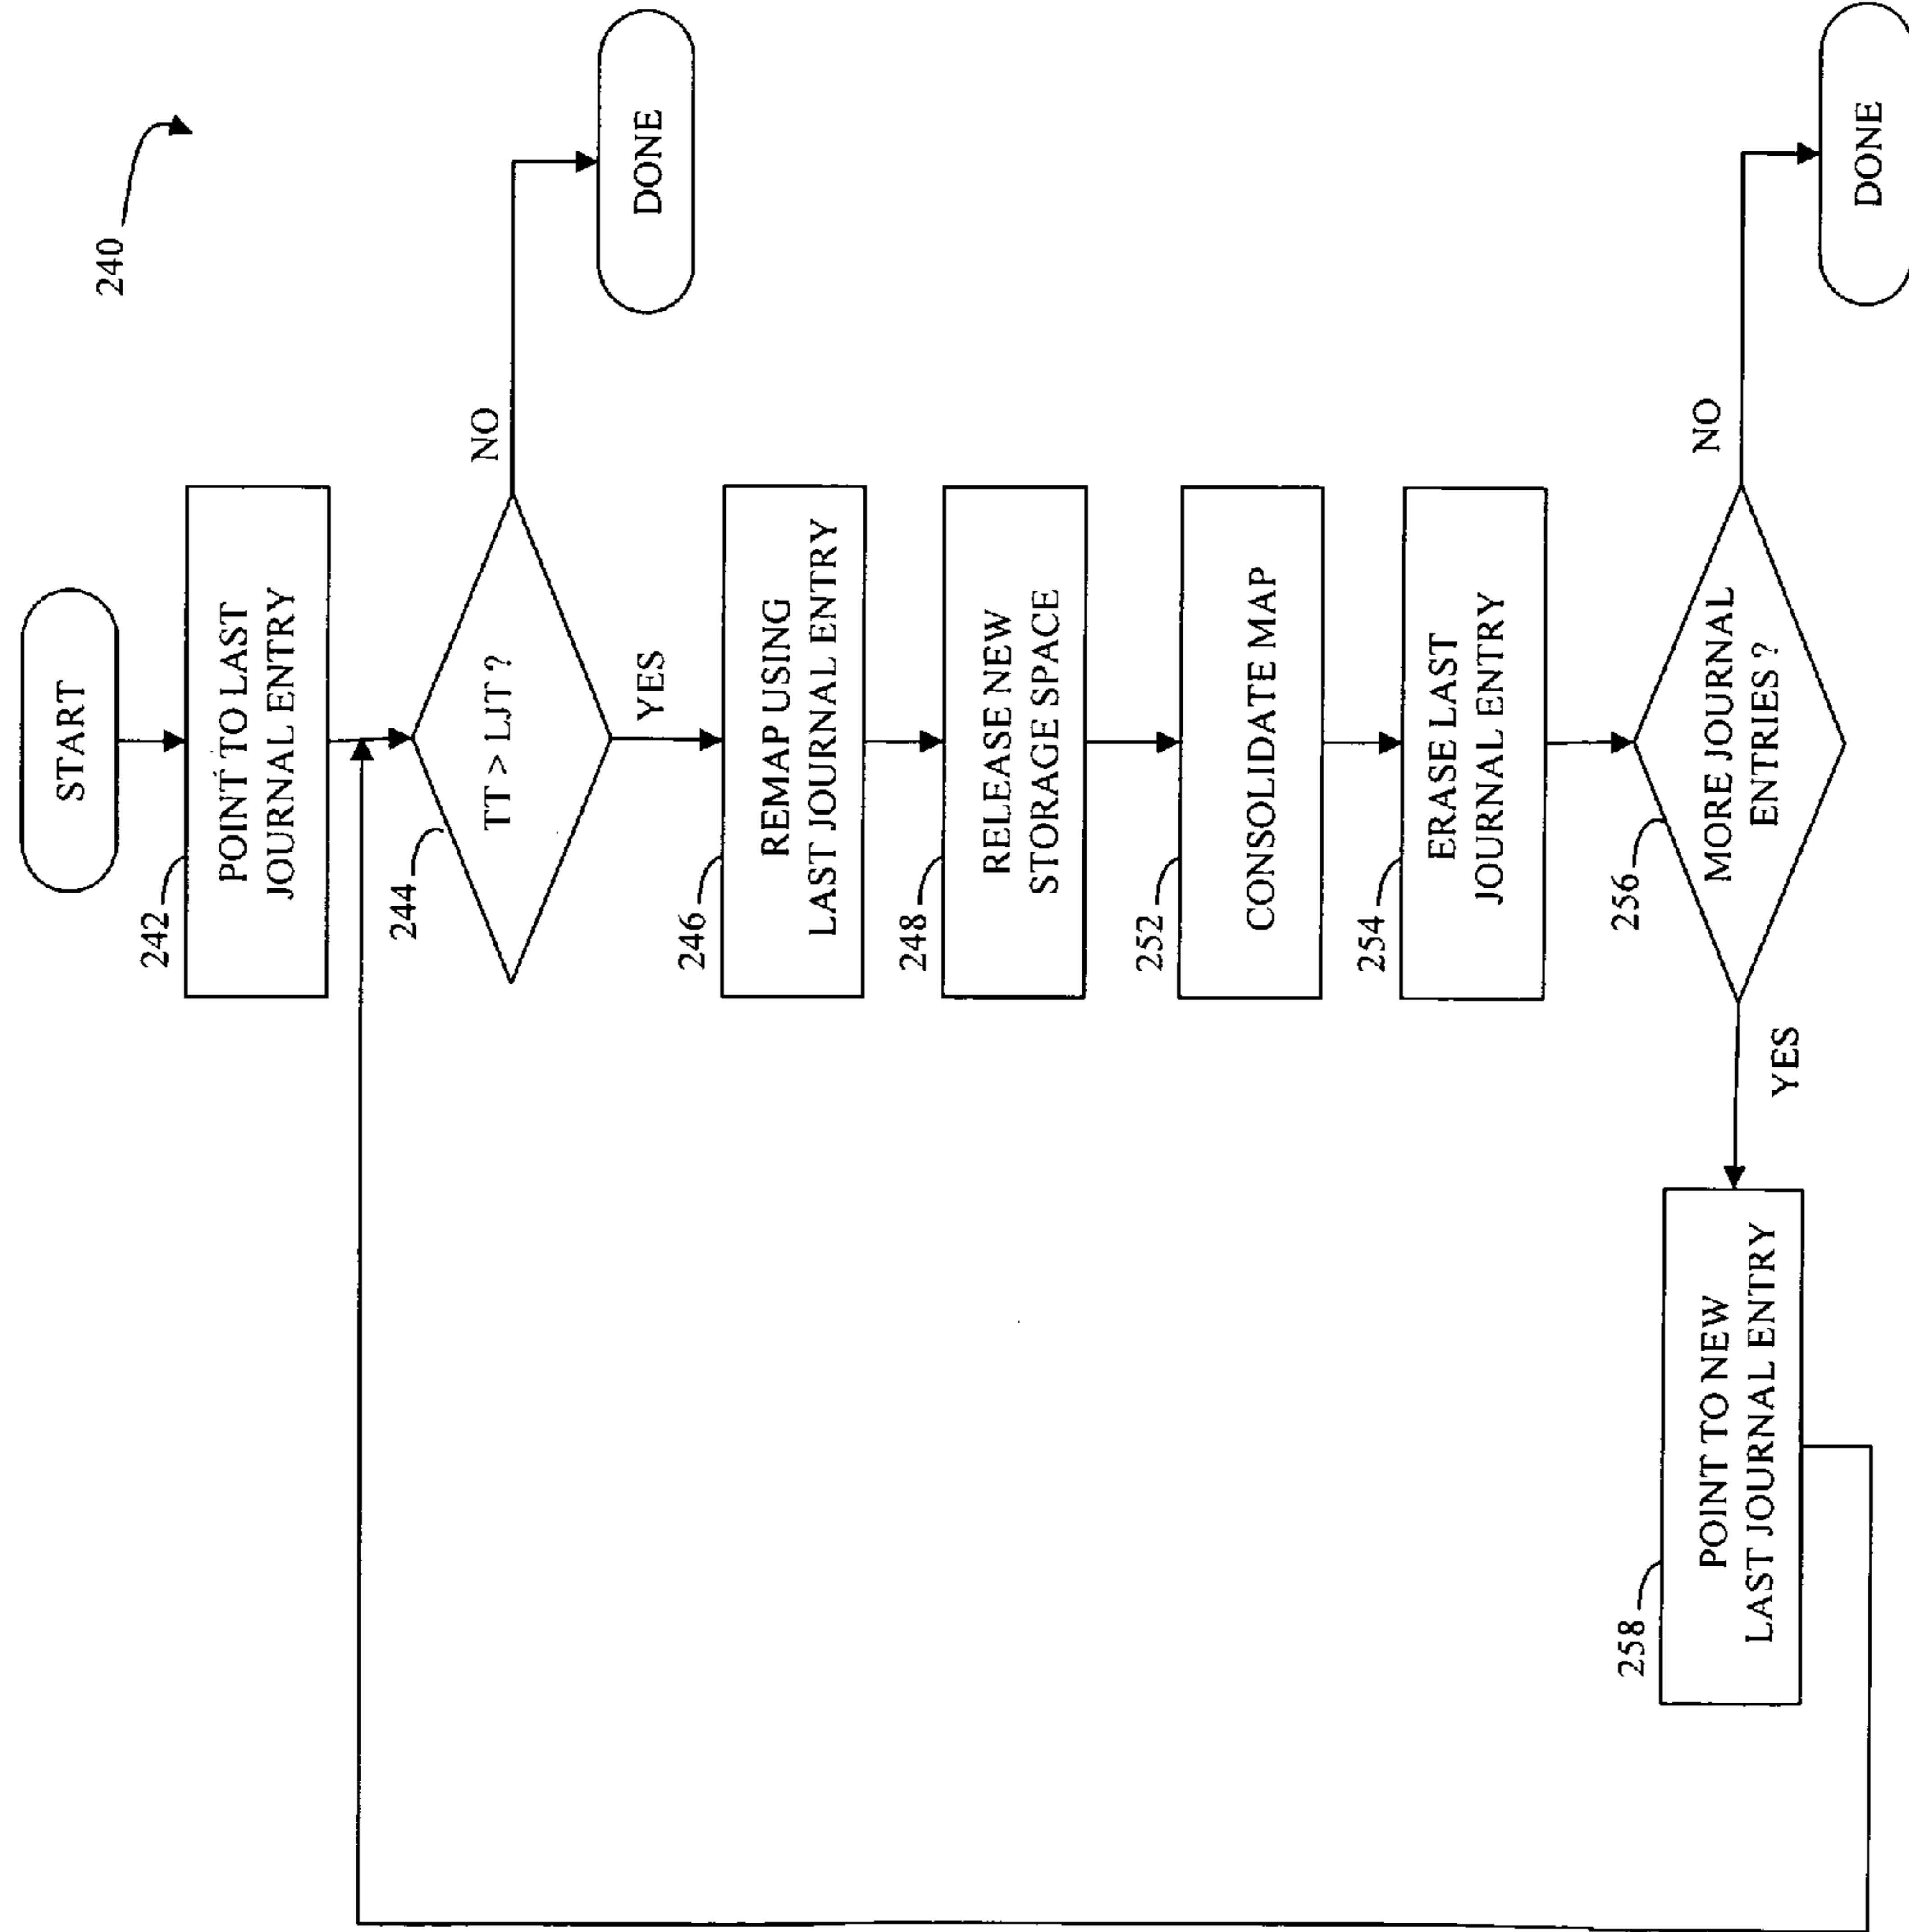 240
START
242
POINT TO LAST
JOURNAL ENTRY
244
TT > LJT ?
NO
DONE
YES
246
REMAP USING
LAST JOURNAL ENTRY
248
RELEASE NEW
STORAGE SPACE
252
CONSOLIDATE MAP
254
ERASE LAST
JOURNAL ENTRY
256
MORE JOURNAL
ENTRIES ?
NO
DONE
YES
258
POINT TO NEW
LAST JOURNAL ENTRY